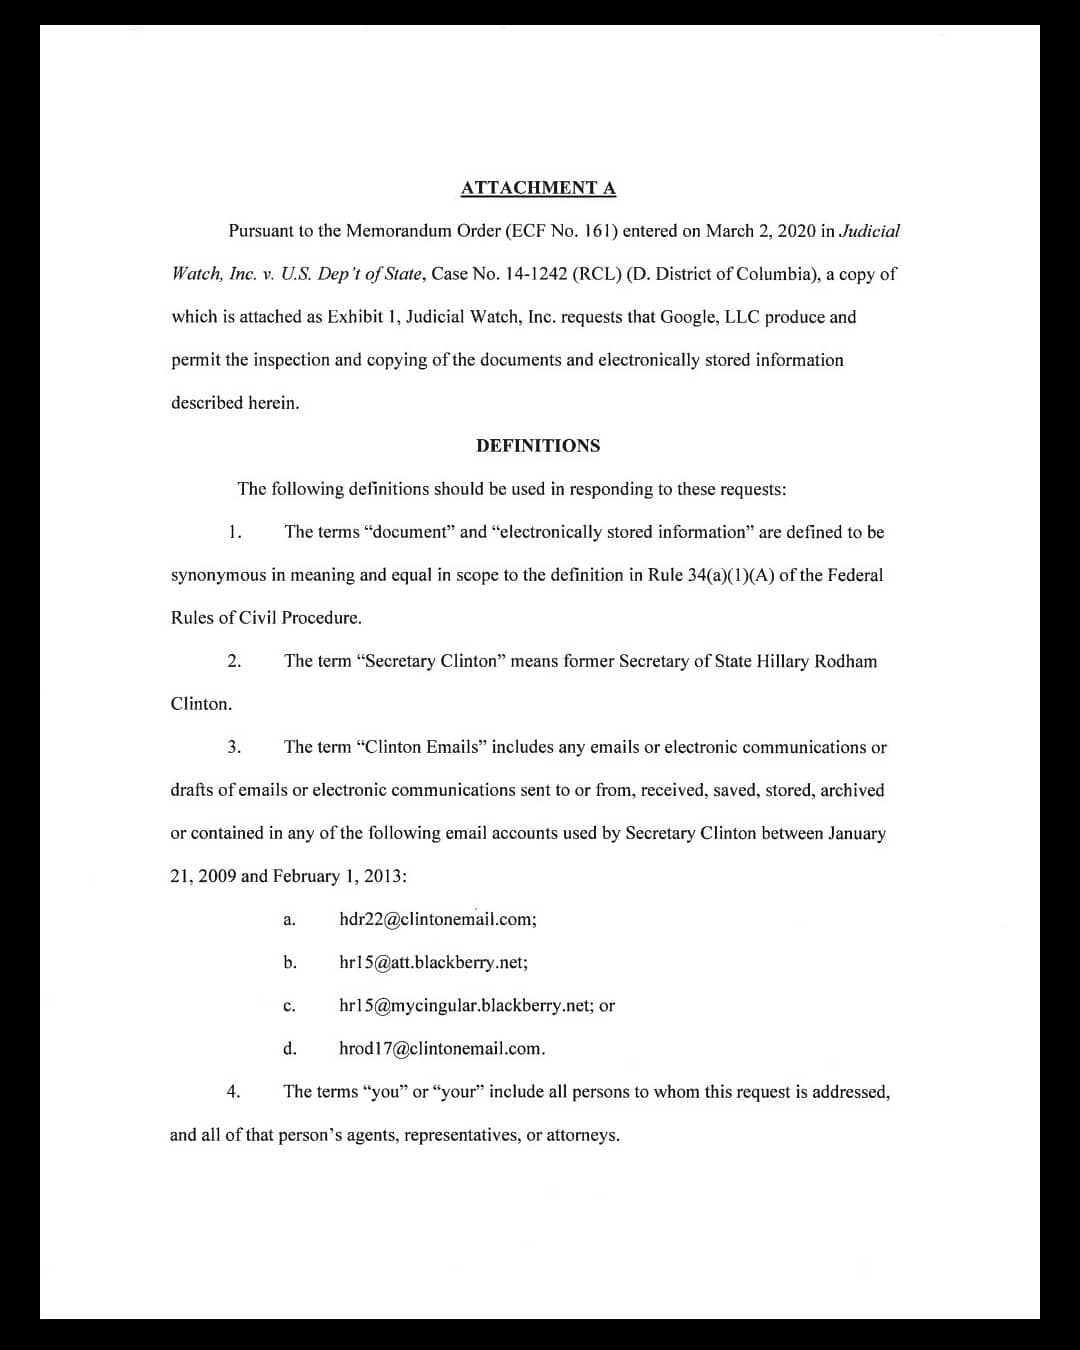 ATTACHMENT A
Pursuant to the Memorandum Order (ECF No. 161) entered on March 2, 2020 in Judicial
Watch, Inc. v. U.S. Dep't of State, Case No. 14-1242 (RCL) (D. District of Columbia), a copy of
which is attached as Exhibit 1, Judicial Watch, Inc. requests that Google, LLC produce and
permit the inspection and copying of the documents and electronically stored information
described herein.
DEFINITIONS
The following definitions should be used in responding to these requests:
1. The terms “document” and “electronically stored information” are defined to be
synonymous in meaning and equal in scope to the definition in Rule 34(a)(1)(A) of the Federal
Rules of Civil Procedure.
2. The term “Secretary Clinton” means former Secretary of State Hillary Rodham
Clinton.
3. The term “Clinton Emails” includes any emails or electronic communications or
drafts of emails or electronic communications sent to or from, received, saved, stored, archived
or contained in any of the following email accounts used by Secretary Clinton between January
21, 2009 and February 1, 2013:
a. hdr22@clintonemail.com;
b. hr15@att.blackberry.net;
c. hr15@mycingular.blackberry.net; or
d. hrod17@clintonemail.com.
4. The terms “you” or “your” include all persons to whom this request is addressed,
and all of that person’s agents, representatives, or attorneys.